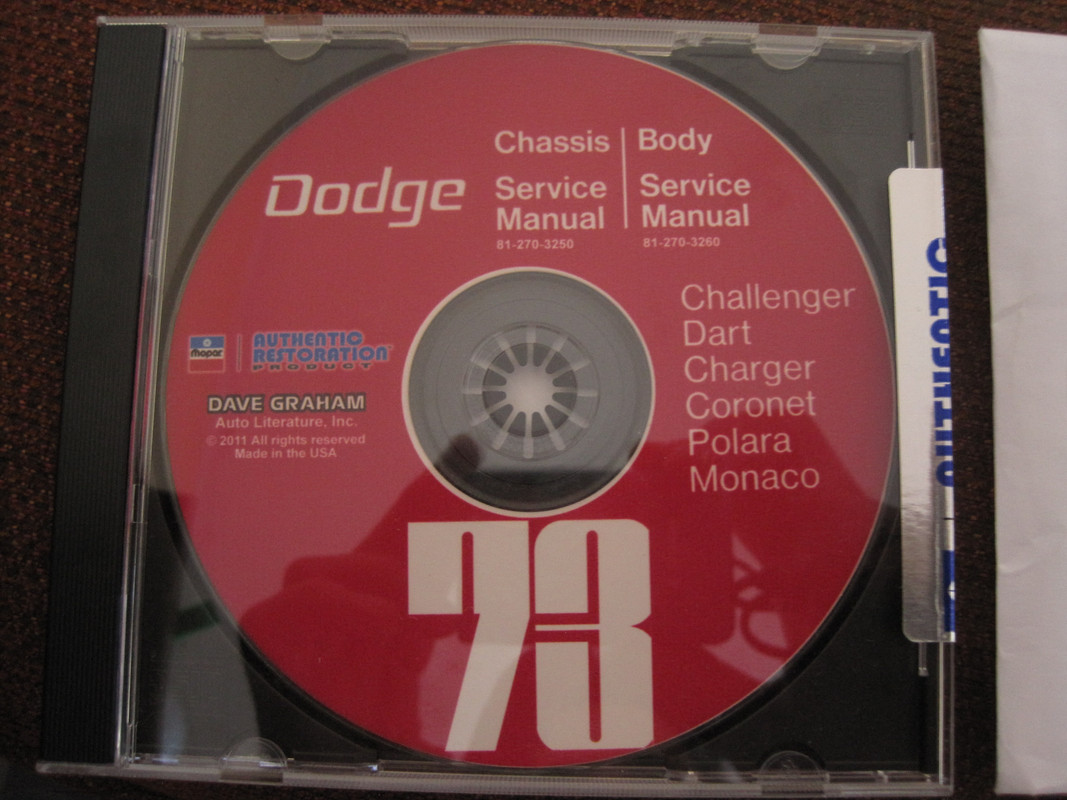 Dodge
Chassis
Service
Manual
81-270-3250
Body
Service
Manual
81-270-3260
Challenger
Dart
Charger
Coronet
Polara
Monaco
mopar
AUTHENTIC
RESTORATION®
PRODUCT
DAVE GRAHAM
Auto Literature, Inc.
© 2011 All rights reserved
Made in the USA
73
AUTHENTIC